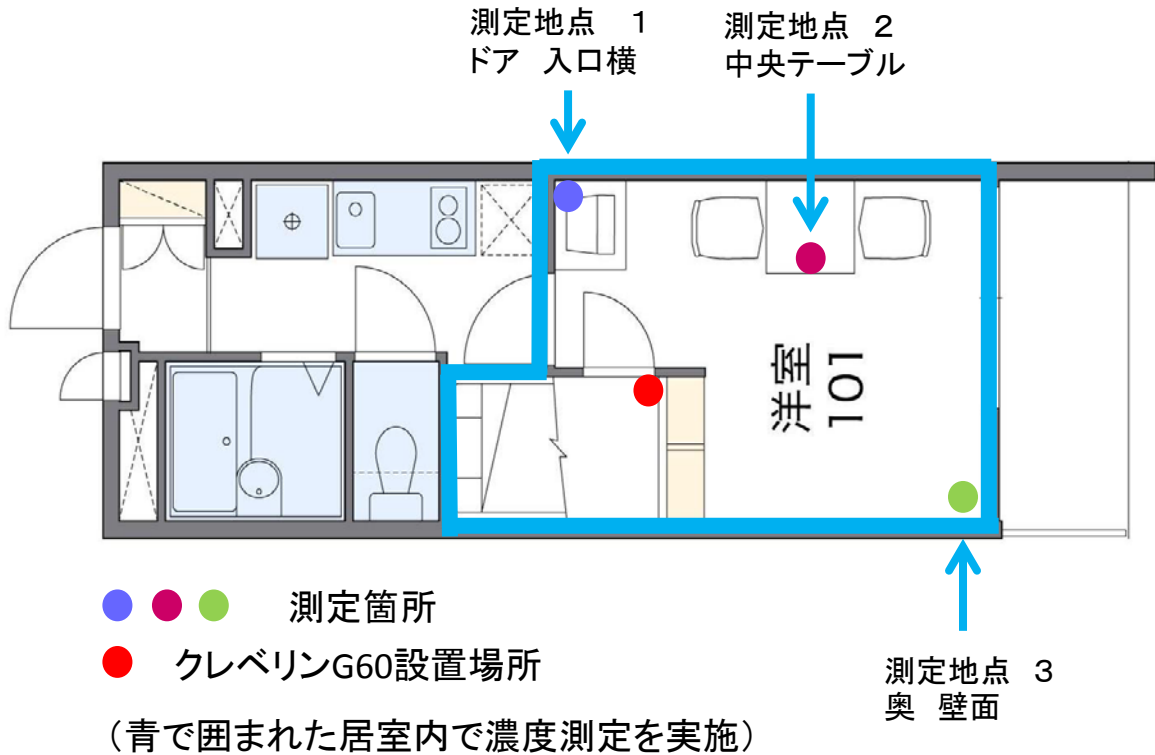 測定地点　1
ドア　入口横
測定地点　2
中央テーブル
洋室
101
測定箇所
クレベリンG60設置場所
測定地点　3
奥　壁面
（青で囲まれた居室内で濃度測定を実施）